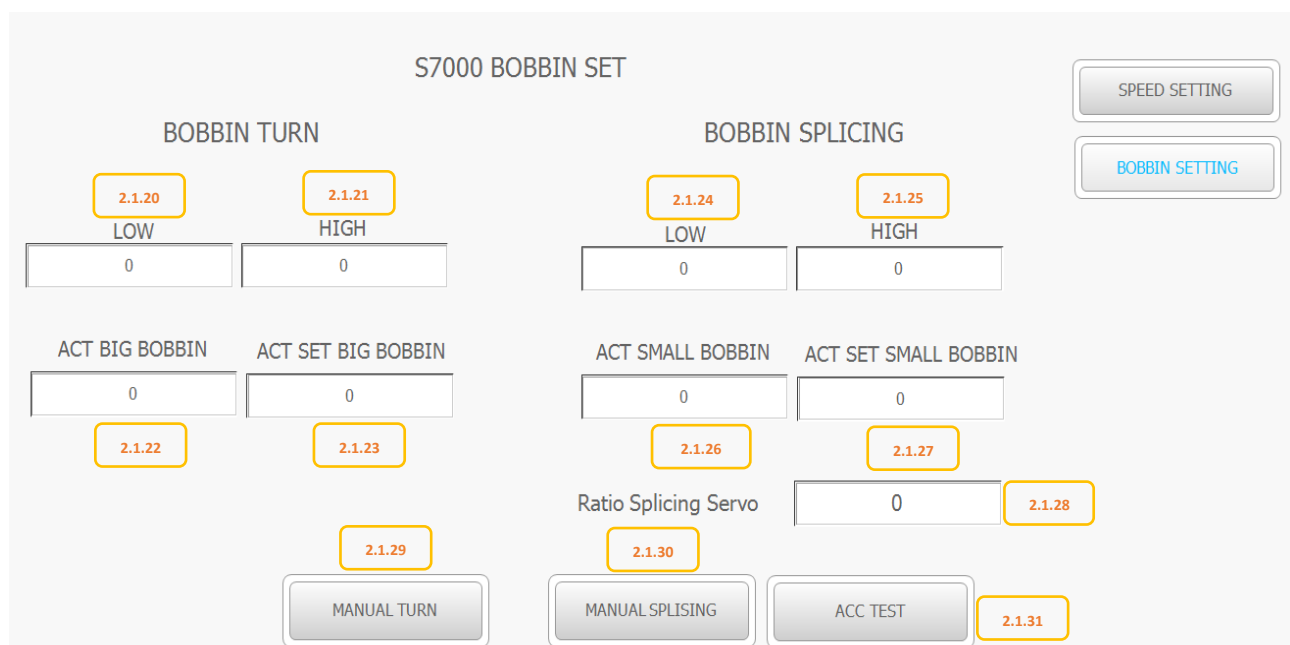 S7000 BOBBIN SET
SPEED SETTING
BOBBIN SETTING
BOBBIN TURN
BOBBIN SPLICING
2.1.20
2.1.21
2.1.24
2.1.25
LOW
HIGH
LOW
HIGH
0
0
0
0
ACT BIG BOBBIN
ACT SET BIG BOBBIN
ACT SMALL BOBBIN
ACT SET SMALL BOBBIN
0
0
0
0
2.1.22
2.1.23
2.1.26
2.1.27
Ratio Splicing Servo
0
2.1.28
2.1.29
2.1.30
MANUAL TURN
MANUAL SPLISING
ACC TEST
2.1.31